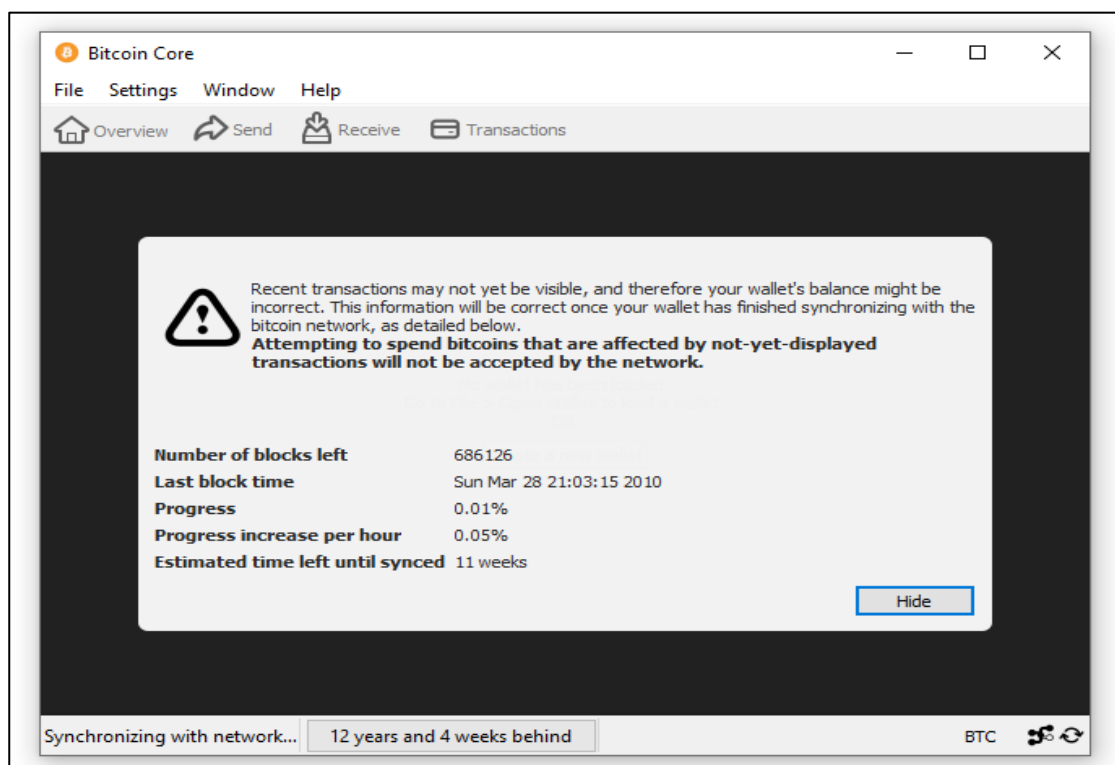 Bitcoin Core
File Settings Window Help
Overview Send Receive Transactions
Recent transactions may not yet be visible, and therefore your wallet's balance might be
incorrect. This information will be correct once your wallet has finished synchronizing with the
bitcoin network, as detailed below.
Attempting to spend bitcoins that are affected by not-yet-displayed
transactions will not be accepted by the network.
Number of blocks left 686126
Last block time Sun Mar 28 21:03:15 2010
Progress 0.01%
Progress increase per hour 0.05%
Estimated time left until synced 11 weeks
Hide
Synchronizing with network... 12 years and 4 weeks behind BTC